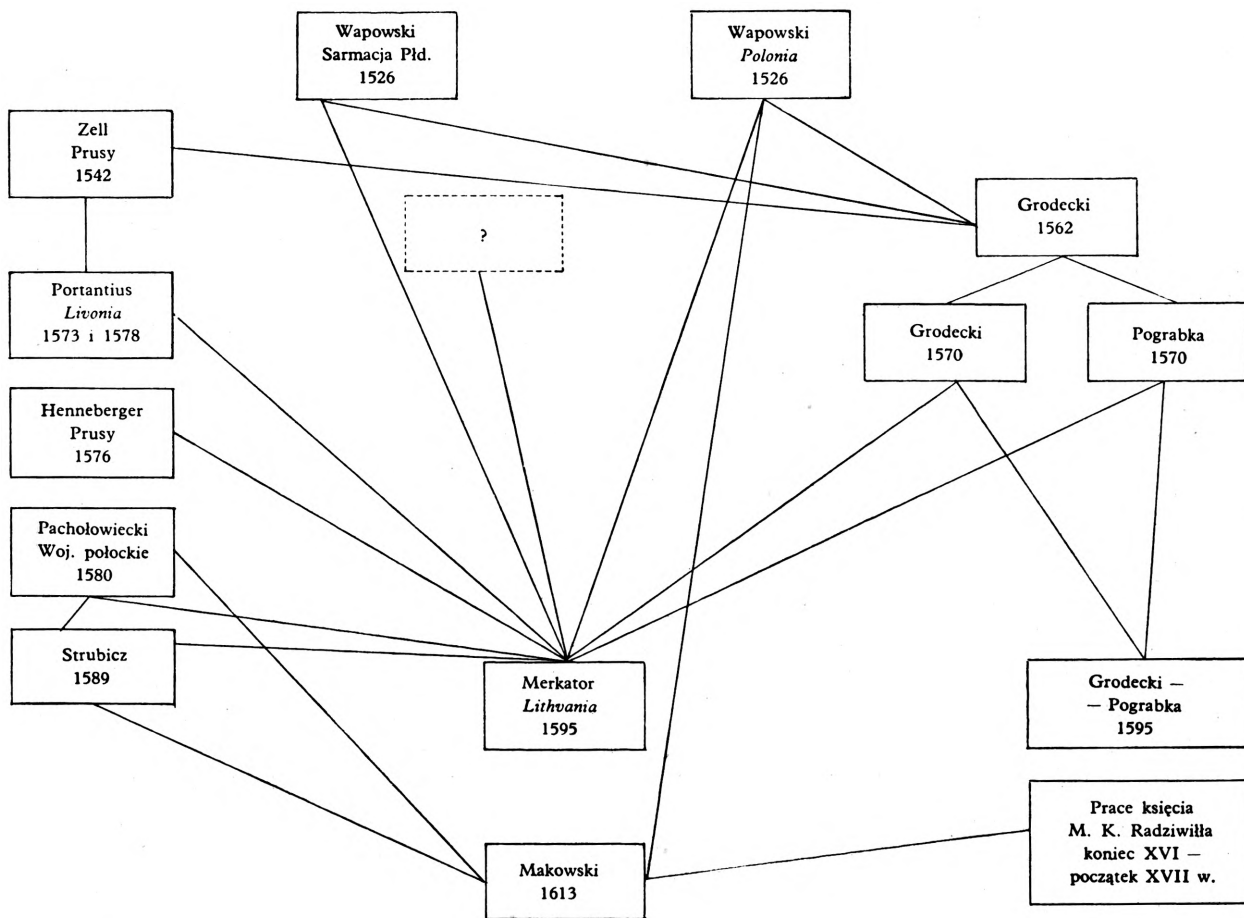 Wapowski
Sarmacja Płd.
1526
Wapowski
Polonia
1526
Zell
Prusy
1542
?
Grodecki
1562
Portantius
Livonia
1573 i 1578
Grodecki
1570
Pograbka
1570
Henneberger
Prusy
1576
Pachołowiecki
Woj. połockie
1580
Strubicz
1589
Merkator
Lithvania
1595
Grodecki —
— Pograbka
1595
Makowski
1613
Prace księcia
M. K. Radziwiłła
koniec XVI —
początek XVII w.